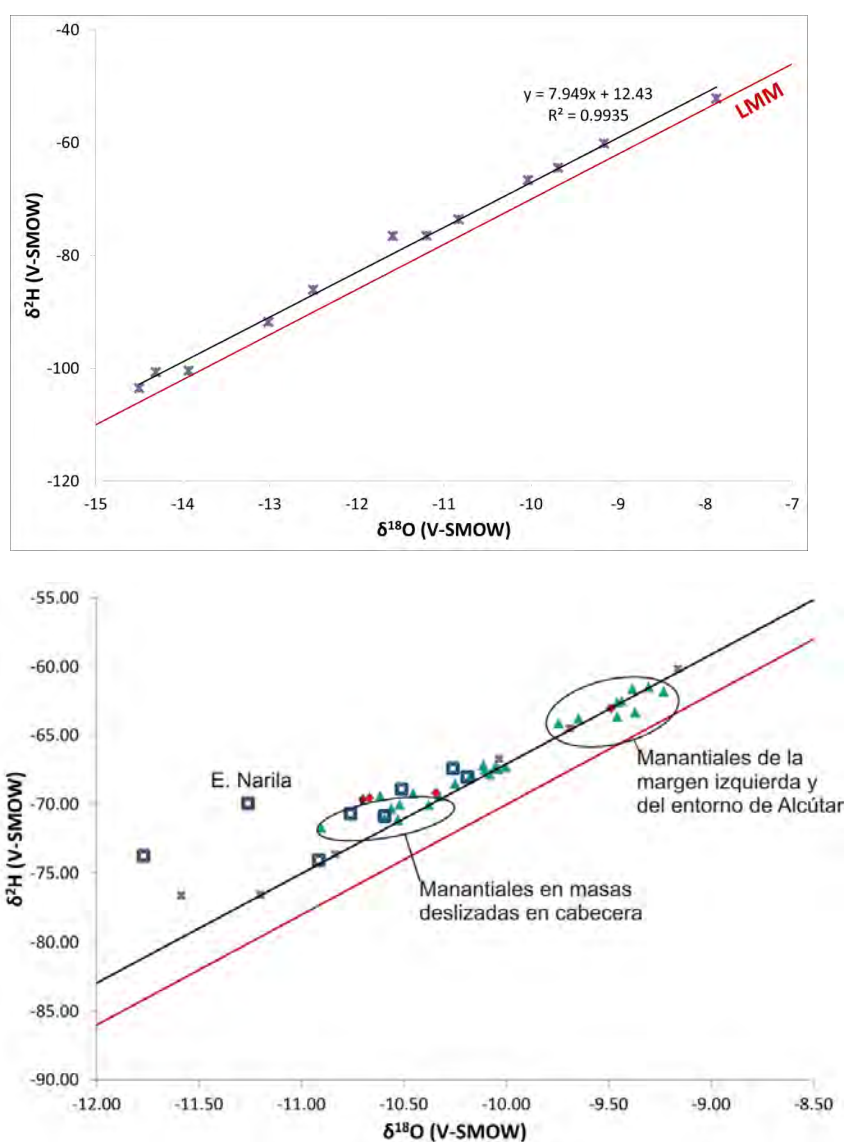 -40
-60
-80
-100
-120
δ²H (V-SMOW)
y = 7.949x + 12.43
R² = 0.9935
LMM
-15 -14 -13 -12 -11 -10 -9 -8 -7
δ¹⁸O (V-SMOW)
-55.00
-60.00
-65.00
-70.00
-75.00
-80.00
-85.00
-90.00
δ²H (V-SMOW)
E. Narila
Manantiales de la
margen izquierda y
del entorno de Alcútar
Manantiales en masas
deslizadas en cabecera
-12.00 -11.50 -11.00 -10.50 -10.00 -9.50 -9.00 -8.50
δ¹⁸O (V-SMOW)